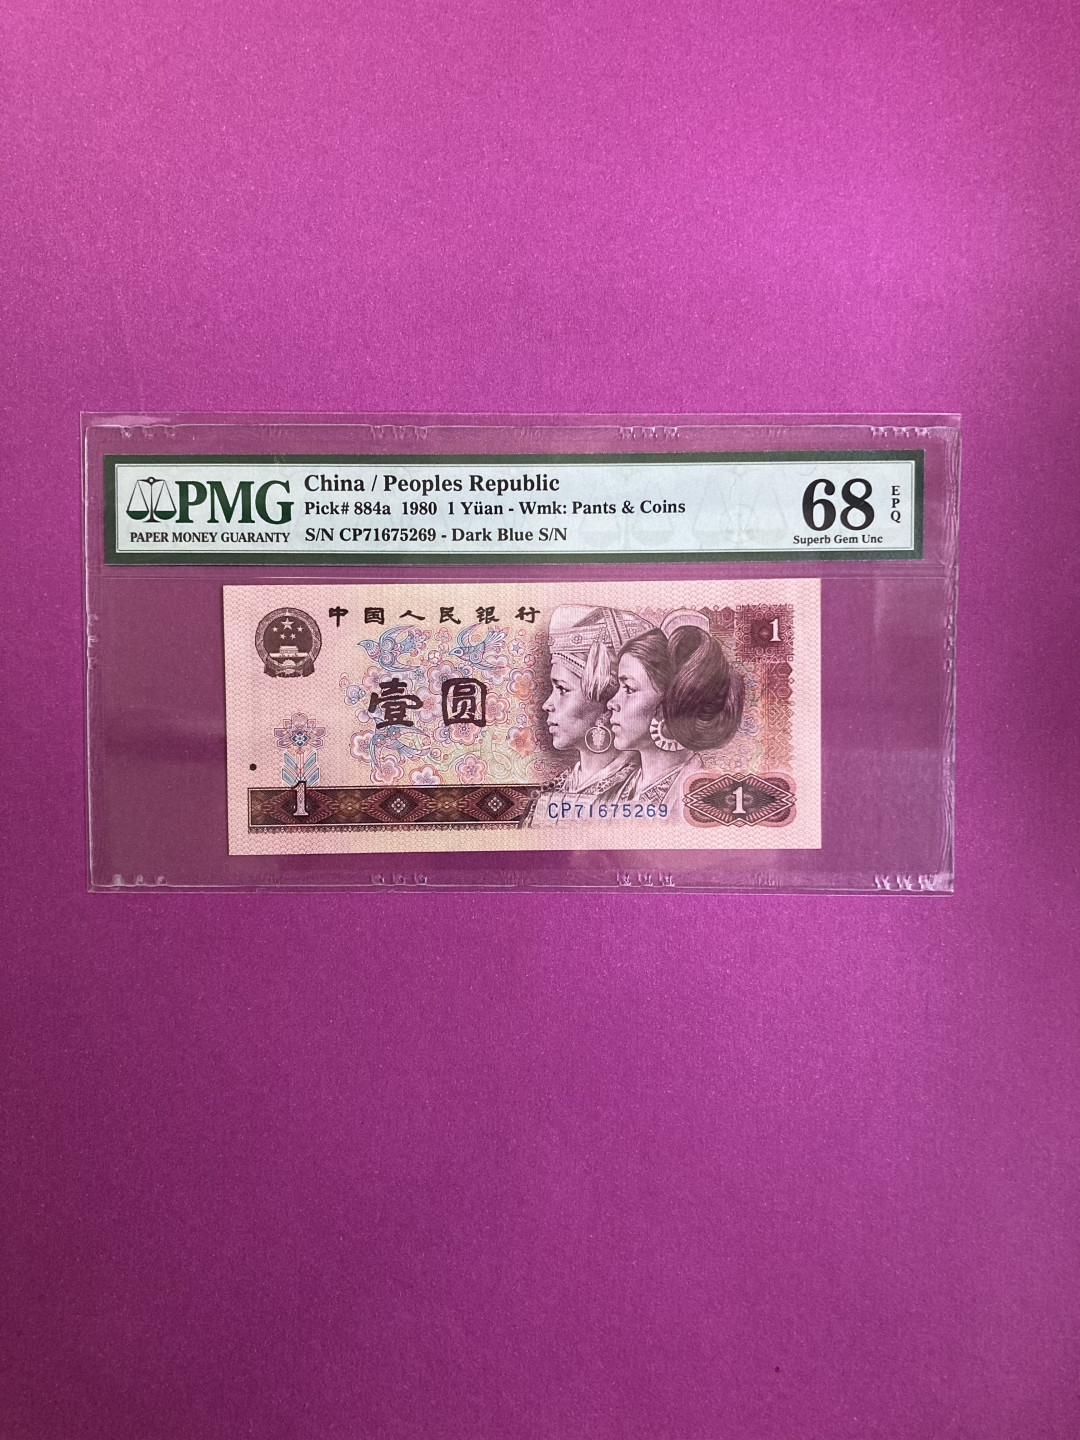 PMG
PAPER MONEY GUARANTY
China / Peoples Republic
Pick# 884a 1980 1 Yüan - Wmk: Pants & Coins
S/N CP71675269 - Dark Blue S/N
68
EPQ
Superb Gem Unc
中国人民银行
1
壹圆
1
CP71675269
1